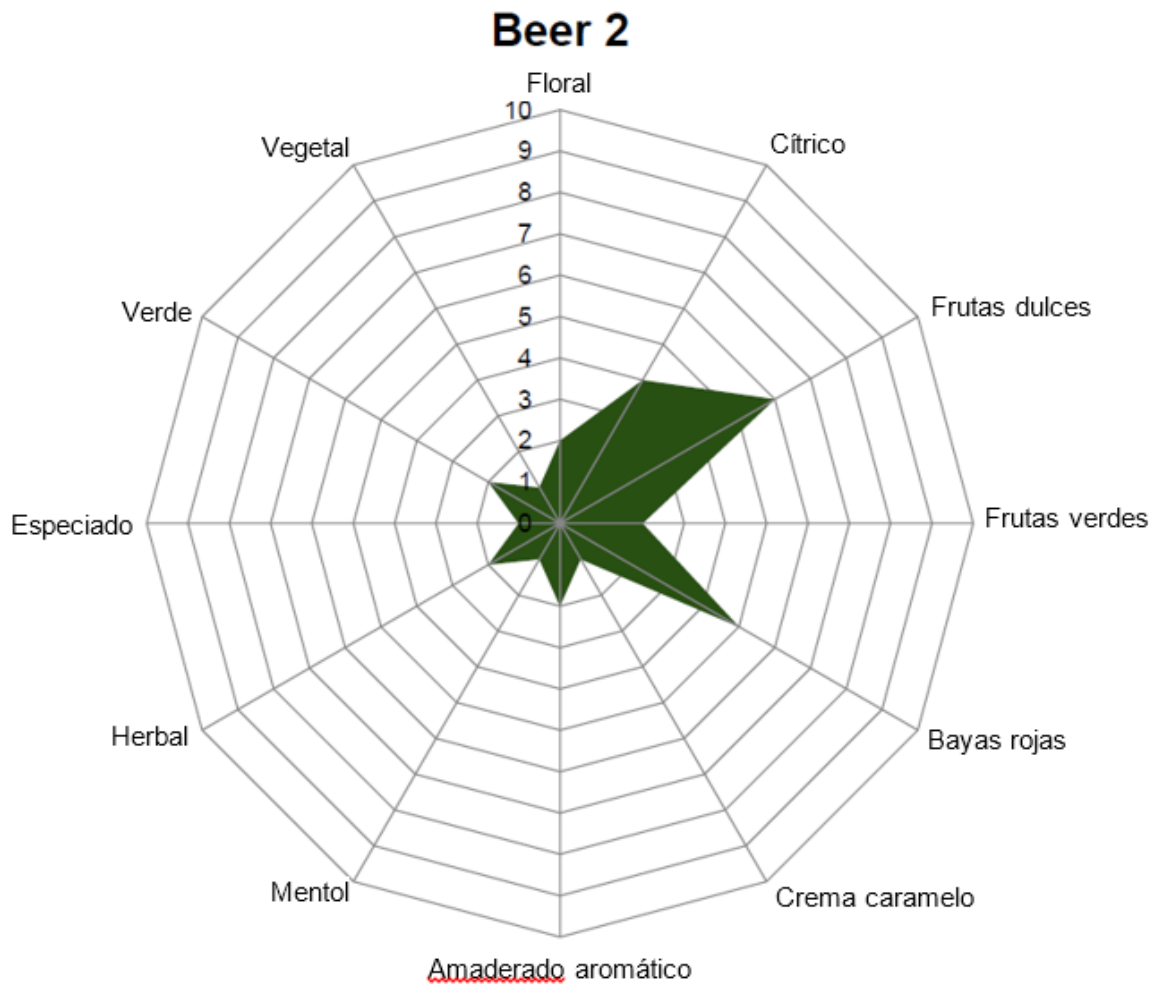 Beer 2
Floral
10
9
8
7
6
5
4
3
2
1
0
Cítrico
Frutas dulces
Frutas verdes
Bayas rojas
Crema caramelo
Amaderado aromático
Mentol
Herbal
Especiado
Verde
Vegetal